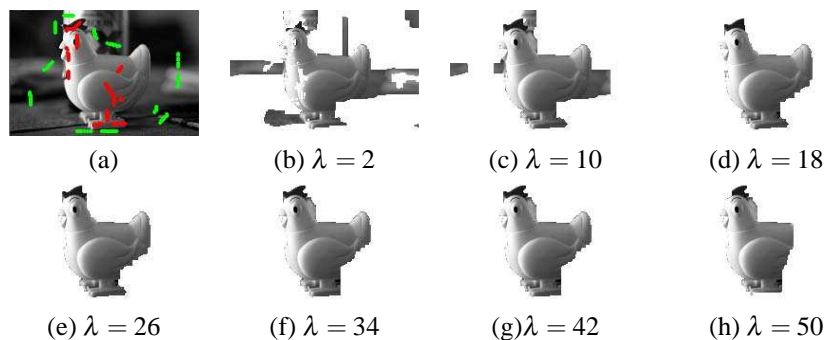 (a)
(b) λ = 2
(c) λ = 10
(d) λ = 18
(e) λ = 26
(f) λ = 34
(g)λ = 42
(h) λ = 50